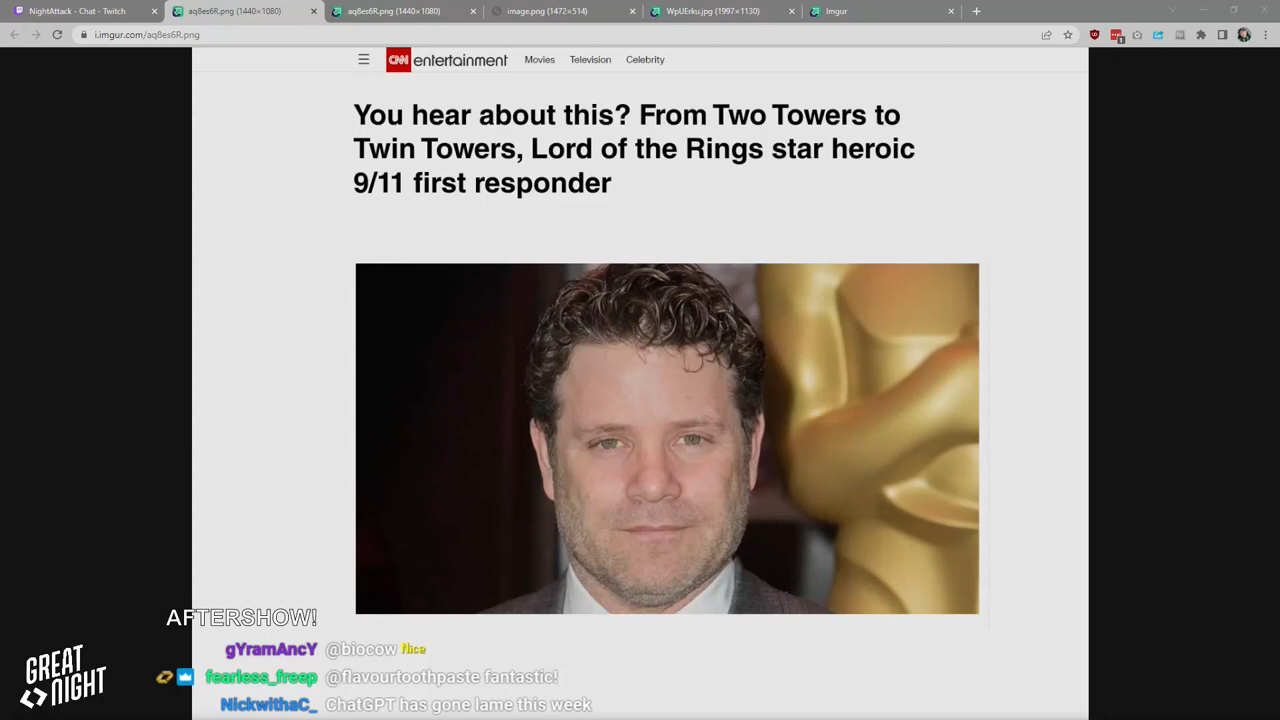 NightAttack - Chat - Twitch
aq8es6R.png (1440×1080)
aq8es6R.png (1440×1080)
image.png (1472×514)
WpUErku.jpg (1997×1130)
Imgur
i.imgur.com/aq8es6R.png
CNN entertainment Movies Television Celebrity
You hear about this? From Two Towers to
Twin Towers, Lord of the Rings star heroic
9/11 first responder
AFTERSHOW!
gYramAncY @biocow Nice
fearless_freep @flavourtoothpaste fantastic!
NickwithaC_ ChatGPT has gone lame this week
GREAT
NIGHT